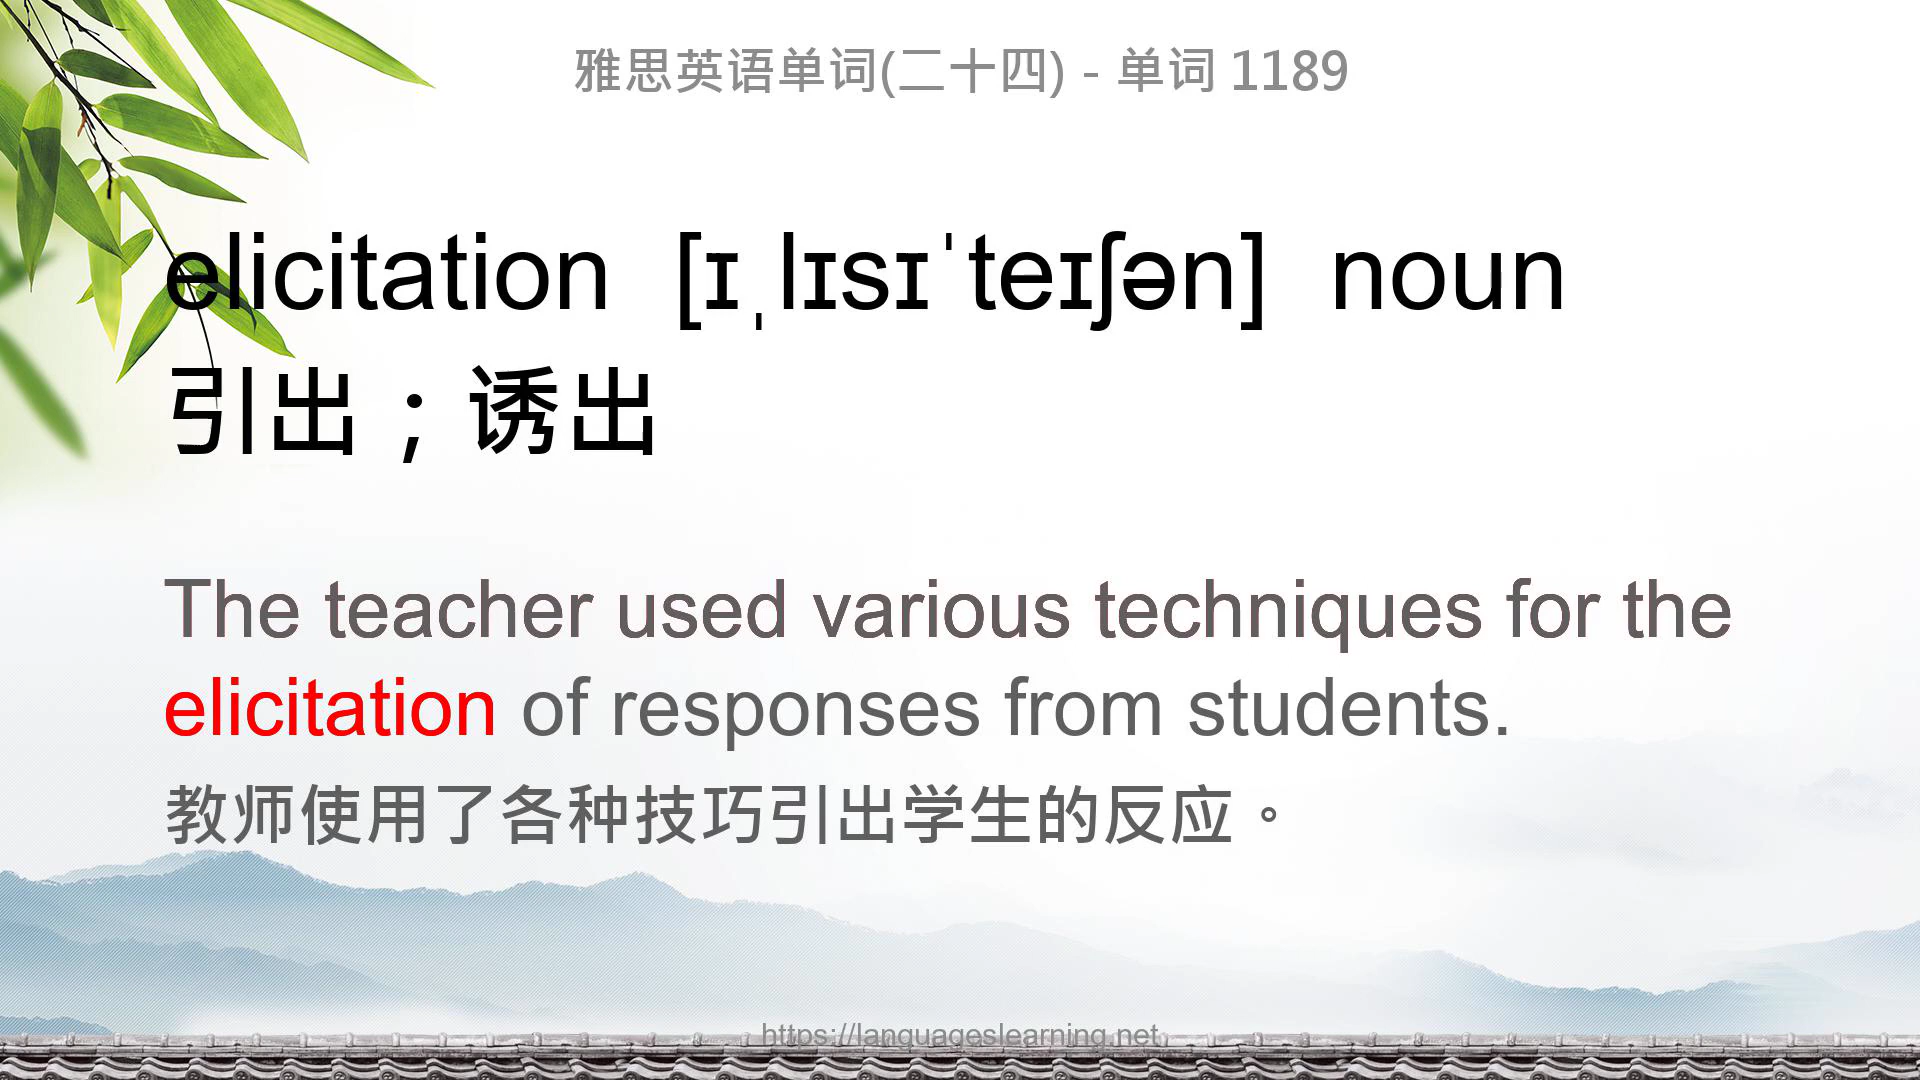 雅思英语单词(二十四) - 单词 1189
elicitation [ɪˌlɪsɪˈteɪʃən] noun
引出；诱出
The teacher used various techniques for the
elicitation of responses from students.
教师使用了各种技巧引出学生的反应。
https://languageslearning.net